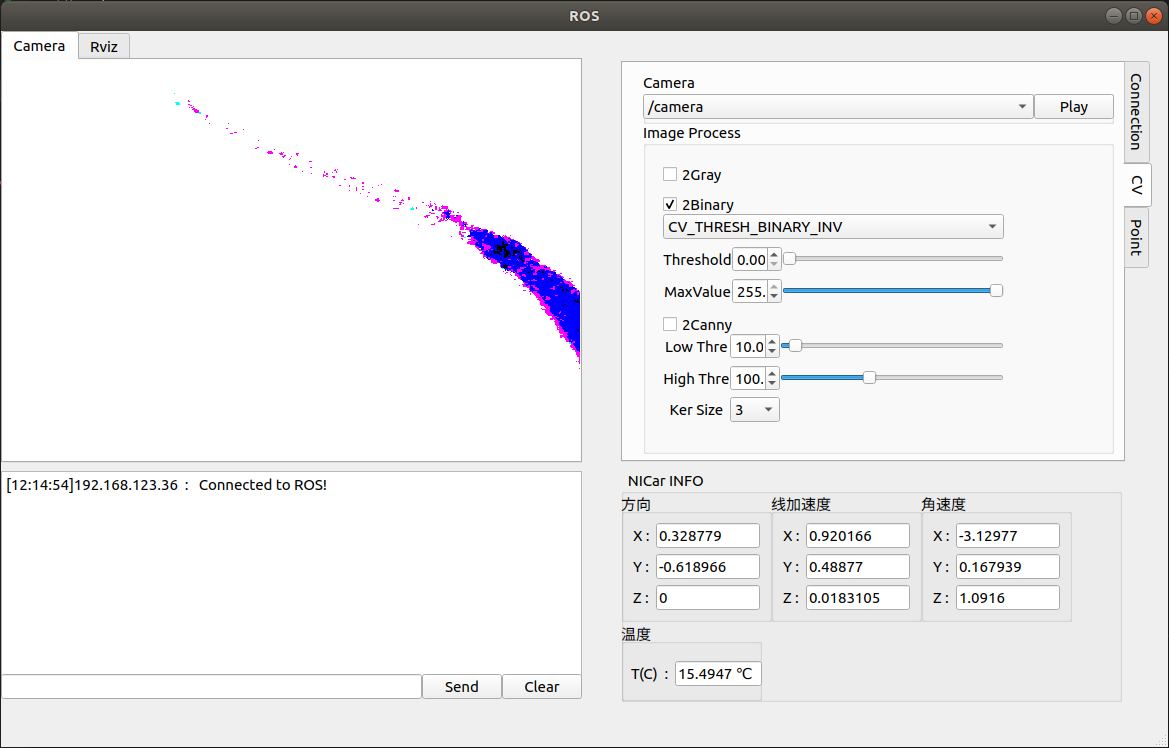 ROS
Camera
Rviz
Connection
CV
Point
Camera
/camera
Play
Image Process
2Gray
2Binary
CV_THRESH_BINARY_INV
Threshold 0.00
MaxValue 255.
2Canny
Low Thre 10.0
High Thre 100.
Ker Size 3
[12:14:54]192.168.123.36 : Connected to ROS!
Send
Clear
NICar INFO
方向
X : 0.328779
Y : -0.618966
Z : 0
线加速度
X : 0.920166
Y : 0.48877
Z : 0.0183105
角速度
X : -3.12977
Y : 0.167939
Z : 1.0916
温度
T(C) : 15.4947 ℃